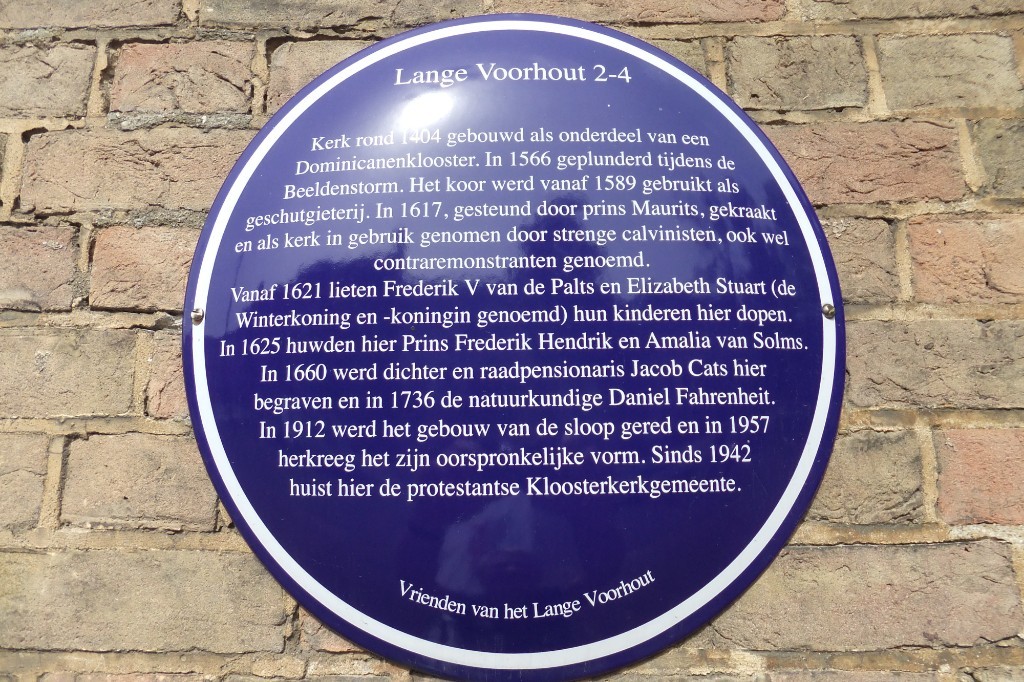 Lange Voorhout 2-4
Kerk rond 1404 gebouwd als onderdeel van een
Dominicanenklooster. In 1566 geplunderd tijdens de
Beeldenstorm. Het koor werd vanaf 1589 gebruikt als
geschutgieterij. In 1617, gesteund door prins Maurits, gekraakt
en als kerk in gebruik genomen door strenge calvinisten, ook wel
contraremonstranten genoemd.
Vanaf 1621 lieten Frederik V van de Palts en Elizabeth Stuart (de
Winterkoning en -koningin genoemd) hun kinderen hier dopen.
In 1625 huwden hier Prins Frederik Hendrik en Amalia van Solms.
In 1660 werd dichter en raadpensionaris Jacob Cats hier
begraven en in 1736 de natuurkundige Daniel Fahrenheit.
In 1912 werd het gebouw van de sloop gered en in 1957
herkreeg het zijn oorspronkelijke vorm. Sinds 1942
huist hier de protestantse Kloosterkerkgemeente.
Vrienden van het Lange Voorhout